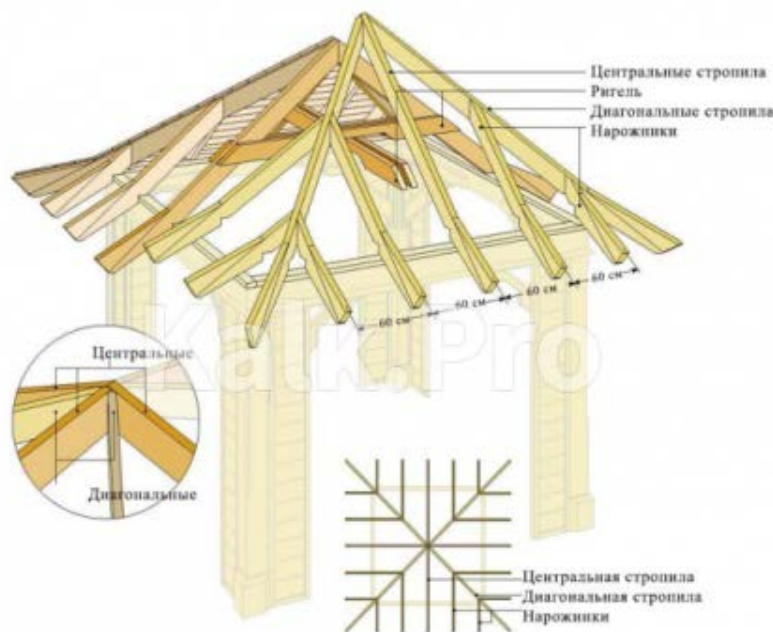 Центральные стропила
Ригель
Диагональные стропила
Нарожники
60 см
60 см
60 см
60 см
Kalk.Pro
Центральные
Диагональные
Центральная стропила
Диагональная стропила
Нарожинки